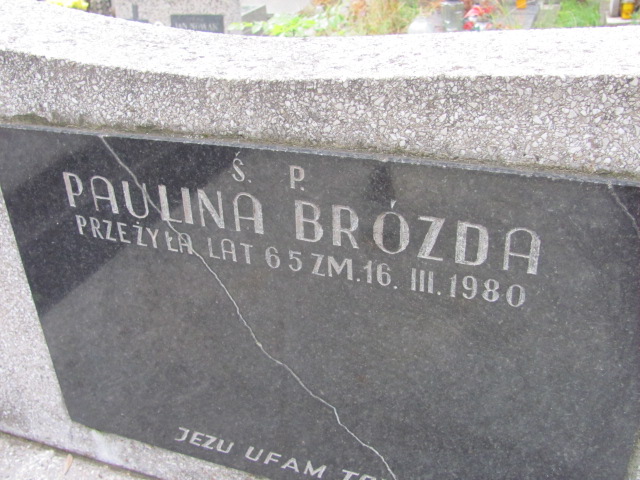 Ś. P.
PAULINA BRÓZDA
PRZEŻYŁA LAT 65 ZM. 16. III. 1980
JEZU UFAM